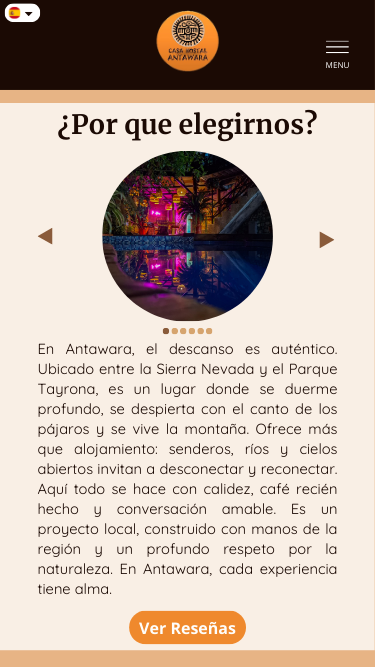 CASA HOSTAL
ANTAWARA
MENU
¿Por que elegirnos?
En Antawara, el descanso es auténtico.
Ubicado entre la Sierra Nevada y el Parque
Tayrona, es un lugar donde se duerme
profundo, se despierta con el canto de los
pájaros y se vive la montaña. Ofrece más
que alojamiento: senderos, ríos y cielos
abiertos invitan a desconectar y reconectar.
Aquí todo se hace con calidez, café recién
hecho y conversación amable. Es un
proyecto local, construido con manos de la
región y un profundo respeto por la
naturaleza. En Antawara, cada experiencia
tiene alma.
Ver Reseñas